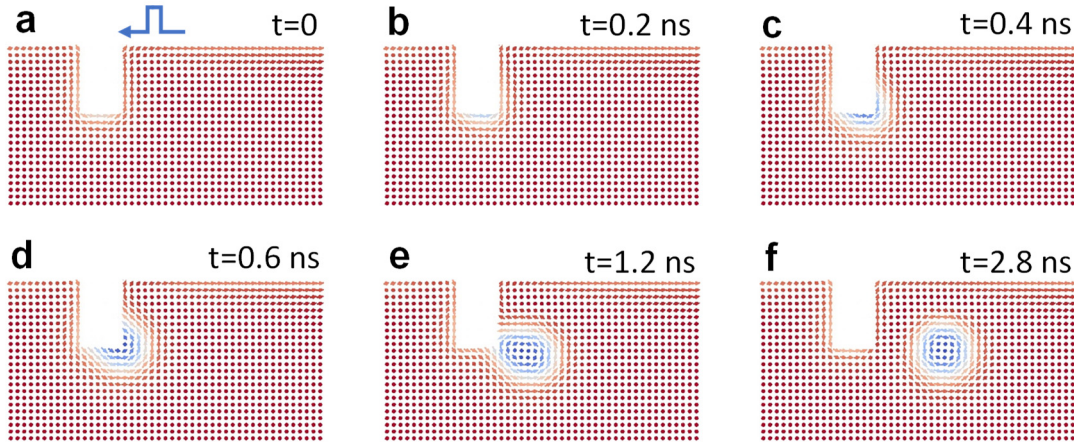 a t=0
b t=0.2 ns
c t=0.4 ns
d t=0.6 ns
e t=1.2 ns
f t=2.8 ns